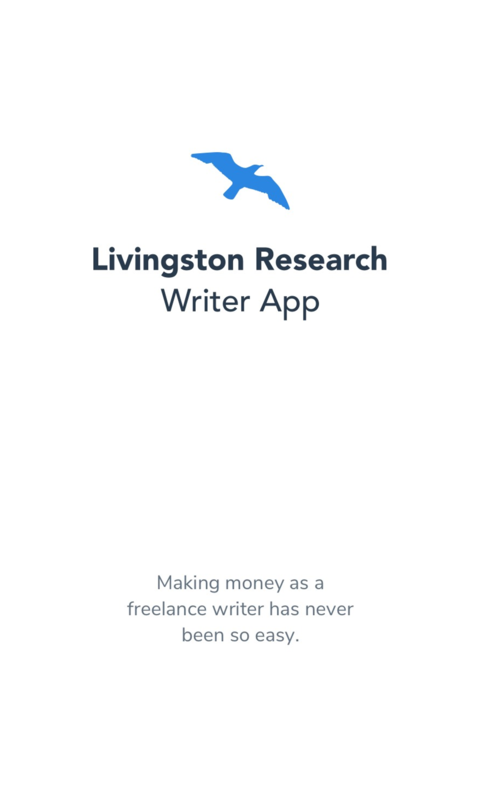 Livingston Research
Writer App
Making money as a
freelance writer has never
been so easy.